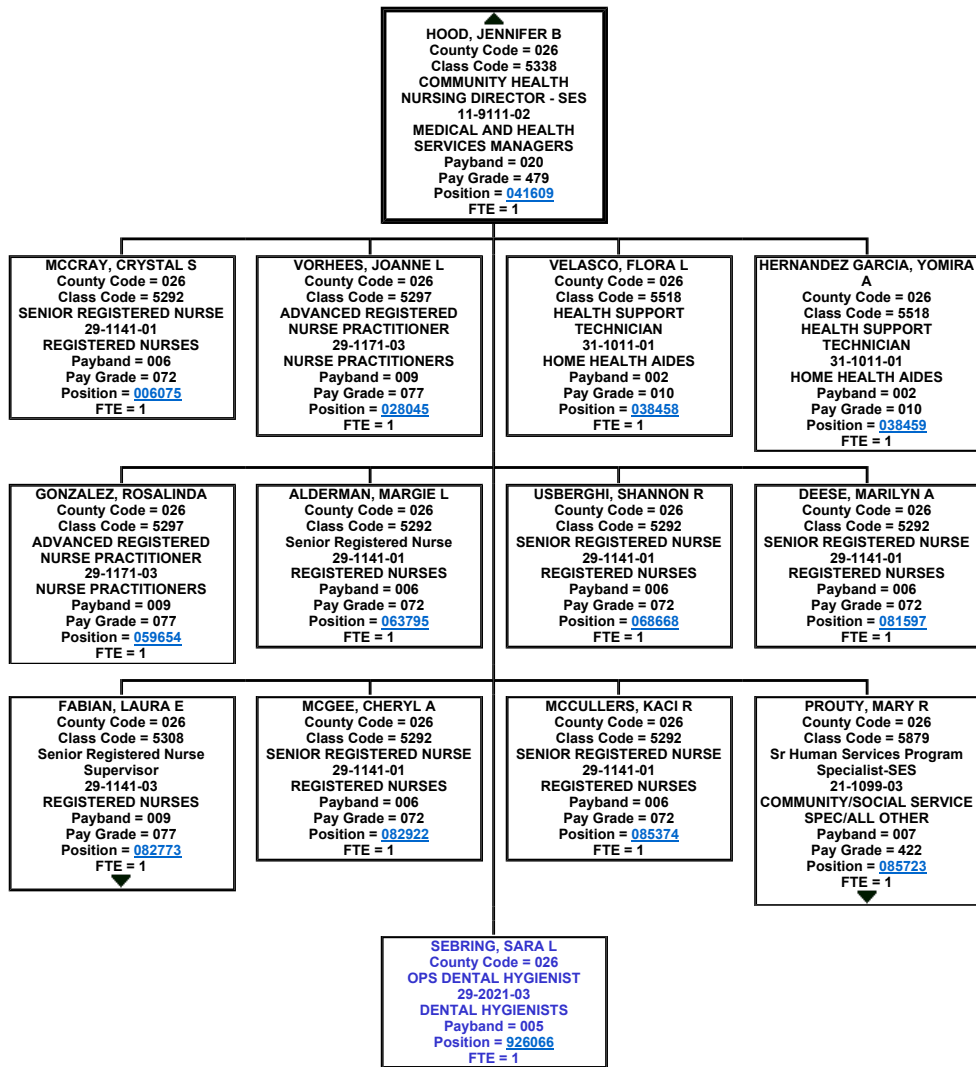 HOOD, JENNIFER B
County Code = 026
Class Code = 5338
COMMUNITY HEALTH
NURSING DIRECTOR - SES
11-9111-02
MEDICAL AND HEALTH
SERVICES MANAGERS
Payband = 020
Pay Grade = 479
Position = 041609
FTE = 1
MCCRAY, CRYSTAL S
County Code = 026
Class Code = 5292
SENIOR REGISTERED NURSE
29-1141-01
REGISTERED NURSES
Payband = 006
Pay Grade = 072
Position = 006075
FTE = 1
VORHEES, JOANNE L
County Code = 026
Class Code = 5297
ADVANCED REGISTERED
NURSE PRACTITIONER
29-1171-03
NURSE PRACTITIONERS
Payband = 009
Pay Grade = 077
Position = 028045
FTE = 1
VELASCO, FLORA L
County Code = 026
Class Code = 5518
HEALTH SUPPORT
TECHNICIAN
31-1011-01
HOME HEALTH AIDES
Payband = 002
Pay Grade = 010
Position = 038458
FTE = 1
HERNANDEZ GARCIA, YOMIRA
A
County Code = 026
Class Code = 5518
HEALTH SUPPORT
TECHNICIAN
31-1011-01
HOME HEALTH AIDES
Payband = 002
Pay Grade = 010
Position = 038459
FTE = 1
GONZALEZ, ROSALINDA
County Code = 026
Class Code = 5297
ADVANCED REGISTERED
NURSE PRACTITIONER
29-1171-03
NURSE PRACTITIONERS
Payband = 009
Pay Grade = 077
Position = 059654
FTE = 1
ALDERMAN, MARGIE L
County Code = 026
Class Code = 5292
Senior Registered Nurse
29-1141-01
REGISTERED NURSES
Payband = 006
Pay Grade = 072
Position = 063795
FTE = 1
USBERGHI, SHANNON R
County Code = 026
Class Code = 5292
SENIOR REGISTERED NURSE
29-1141-01
REGISTERED NURSES
Payband = 006
Pay Grade = 072
Position = 068668
FTE = 1
DEESE, MARILYN A
County Code = 026
Class Code = 5292
SENIOR REGISTERED NURSE
29-1141-01
REGISTERED NURSES
Payband = 006
Pay Grade = 072
Position = 081597
FTE = 1
FABIAN, LAURA E
County Code = 026
Class Code = 5308
Senior Registered Nurse
Supervisor
29-1141-03
REGISTERED NURSES
Payband = 009
Pay Grade = 077
Position = 082773
FTE = 1
MCGEE, CHERYL A
County Code = 026
Class Code = 5292
SENIOR REGISTERED NURSE
29-1141-01
REGISTERED NURSES
Payband = 006
Pay Grade = 072
Position = 082922
FTE = 1
MCCULLERS, KACI R
County Code = 026
Class Code = 5292
SENIOR REGISTERED NURSE
29-1141-01
REGISTERED NURSES
Payband = 006
Pay Grade = 072
Position = 085374
FTE = 1
PROUTY, MARY R
County Code = 026
Class Code = 5879
Sr Human Services Program
Specialist-SES
21-1099-03
COMMUNITY/SOCIAL SERVICE
SPEC/ALL OTHER
Payband = 007
Pay Grade = 422
Position = 085723
FTE = 1
SEBRING, SARA L
County Code = 026
OPS DENTAL HYGIENIST
29-2021-03
DENTAL HYGIENISTS
Payband = 005
Position = 926066
FTE = 1